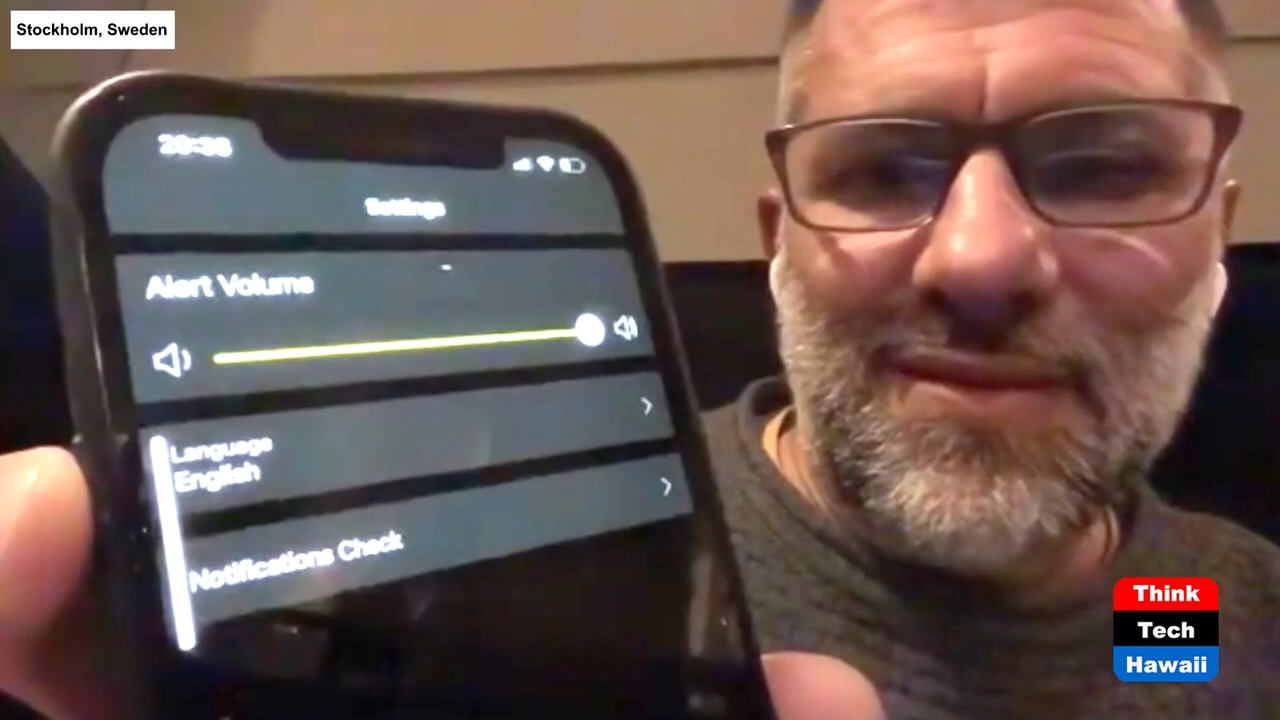 Stockholm, Sweden
Settings
Alert Volume
Language
English
Notifications Check
Think
Tech
Hawaii